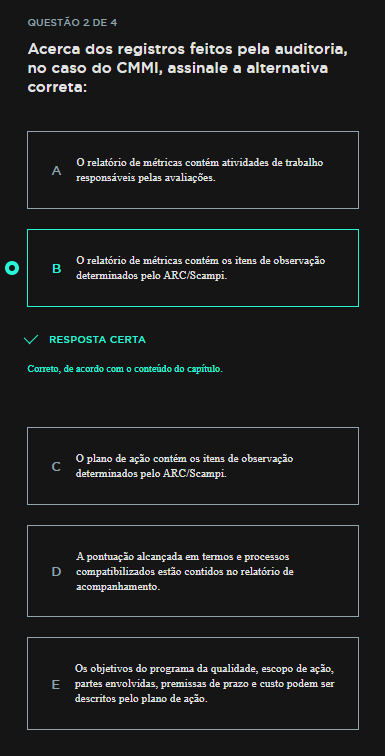 QUESTÃO 2 DE 4
Acerca dos registros feitos pela auditoria,
no caso do CMMI, assinale a alternativa
correta:
A
O relatório de métricas contém atividades de trabalho
responsáveis pelas avaliações.
B
O relatório de métricas contém os itens de observação
determinados pelo ARC/Scampi.
RESPOSTA CERTA
Correto, de acordo com o conteúdo do capítulo.
C
O plano de ação contém os itens de observação
determinados pelo ARC/Scampi.
D
A pontuação alcançada em termos e processos
compatibilizados estão contidos no relatório de
acompanhamento.
E
Os objetivos do programa da qualidade, escopo de ação,
partes envolvidas, premissas de prazo e custo podem ser
descritos pelo plano de ação.